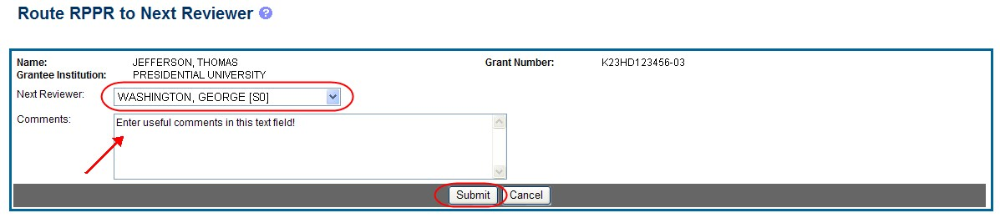 Route RPPR to Next Reviewer ?
Name: JEFFERSON, THOMAS Grant Number: K23HD123456-03
Grantee Institution: PRESIDENTIAL UNIVERSITY
Next Reviewer: WASHINGTON, GEORGE [S0]
Comments: Enter useful comments in this text field!
Submit Cancel